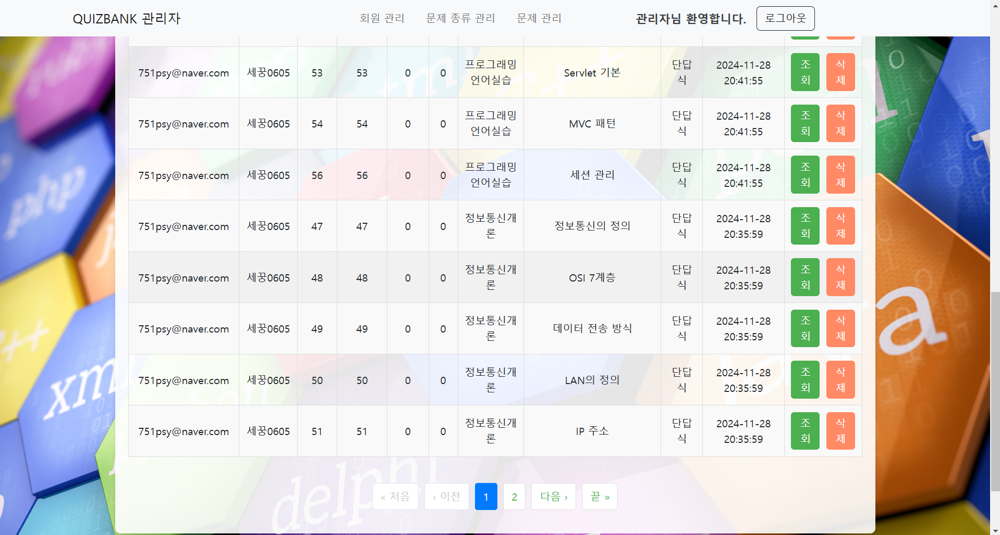 QUIZBANK 관리자 회원 관리 문제 종류 관리 문제 관리 관리자님 환영합니다. 로그아웃
751psy@naver.com 세꿍0605 53 53 0 0 프로그래밍언어실습 Servlet 기본 단답식 2024-11-28 20:41:55 조회 삭제
751psy@naver.com 세꿍0605 54 54 0 0 프로그래밍언어실습 MVC 패턴 단답식 2024-11-28 20:41:55 조회 삭제
751psy@naver.com 세꿍0605 56 56 0 0 프로그래밍언어실습 세션 관리 단답식 2024-11-28 20:41:55 조회 삭제
751psy@naver.com 세꿍0605 47 47 0 0 정보통신개론 정보통신의 정의 단답식 2024-11-28 20:35:59 조회 삭제
751psy@naver.com 세꿍0605 48 48 0 0 정보통신개론 OSI 7계층 단답식 2024-11-28 20:35:59 조회 삭제
751psy@naver.com 세꿍0605 49 49 0 0 정보통신개론 데이터 전송 방식 단답식 2024-11-28 20:35:59 조회 삭제
751psy@naver.com 세꿍0605 50 50 0 0 정보통신개론 LAN의 정의 단답식 2024-11-28 20:35:59 조회 삭제
751psy@naver.com 세꿍0605 51 51 0 0 정보통신개론 IP 주소 단답식 2024-11-28 20:35:59 조회 삭제
« 처음 ‹ 이전 1 2 다음 › 끝 »
php
xml
delphi